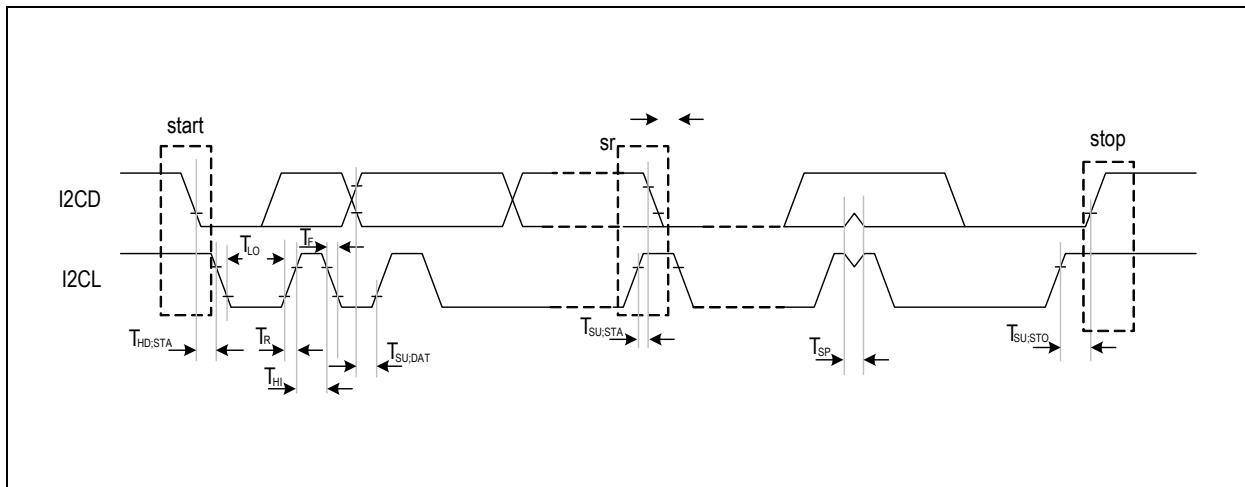 start
sr
stop
I2CD
T_LO
T_F
I2CL
T_HD;STA
T_R
T_SU;DAT
T_HI
T_SU;STA
T_SP
T_SU;STO